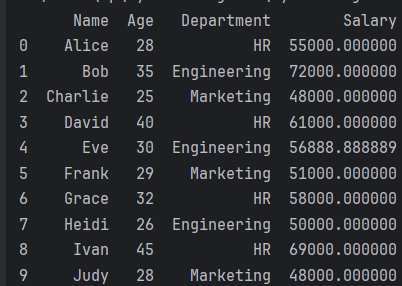 Name Age Department Salary
0 Alice 28 HR 55000.000000
1 Bob 35 Engineering 72000.000000
2 Charlie 25 Marketing 48000.000000
3 David 40 HR 61000.000000
4 Eve 30 Engineering 56888.888889
5 Frank 29 Marketing 51000.000000
6 Grace 32 HR 58000.000000
7 Heidi 26 Engineering 50000.000000
8 Ivan 45 HR 69000.000000
9 Judy 28 Marketing 48000.000000